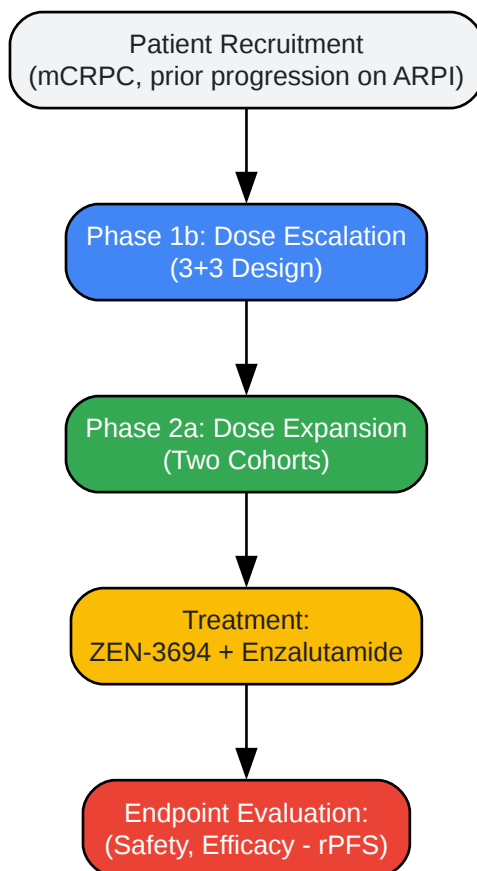 Patient Recruitment
(mCRPC, prior progression on ARPI)
Phase 1b: Dose Escalation
(3+3 Design)
Phase 2a: Dose Expansion
(Two Cohorts)
Treatment:
ZEN-3694 + Enzalutamide
Endpoint Evaluation:
(Safety, Efficacy - rPFS)